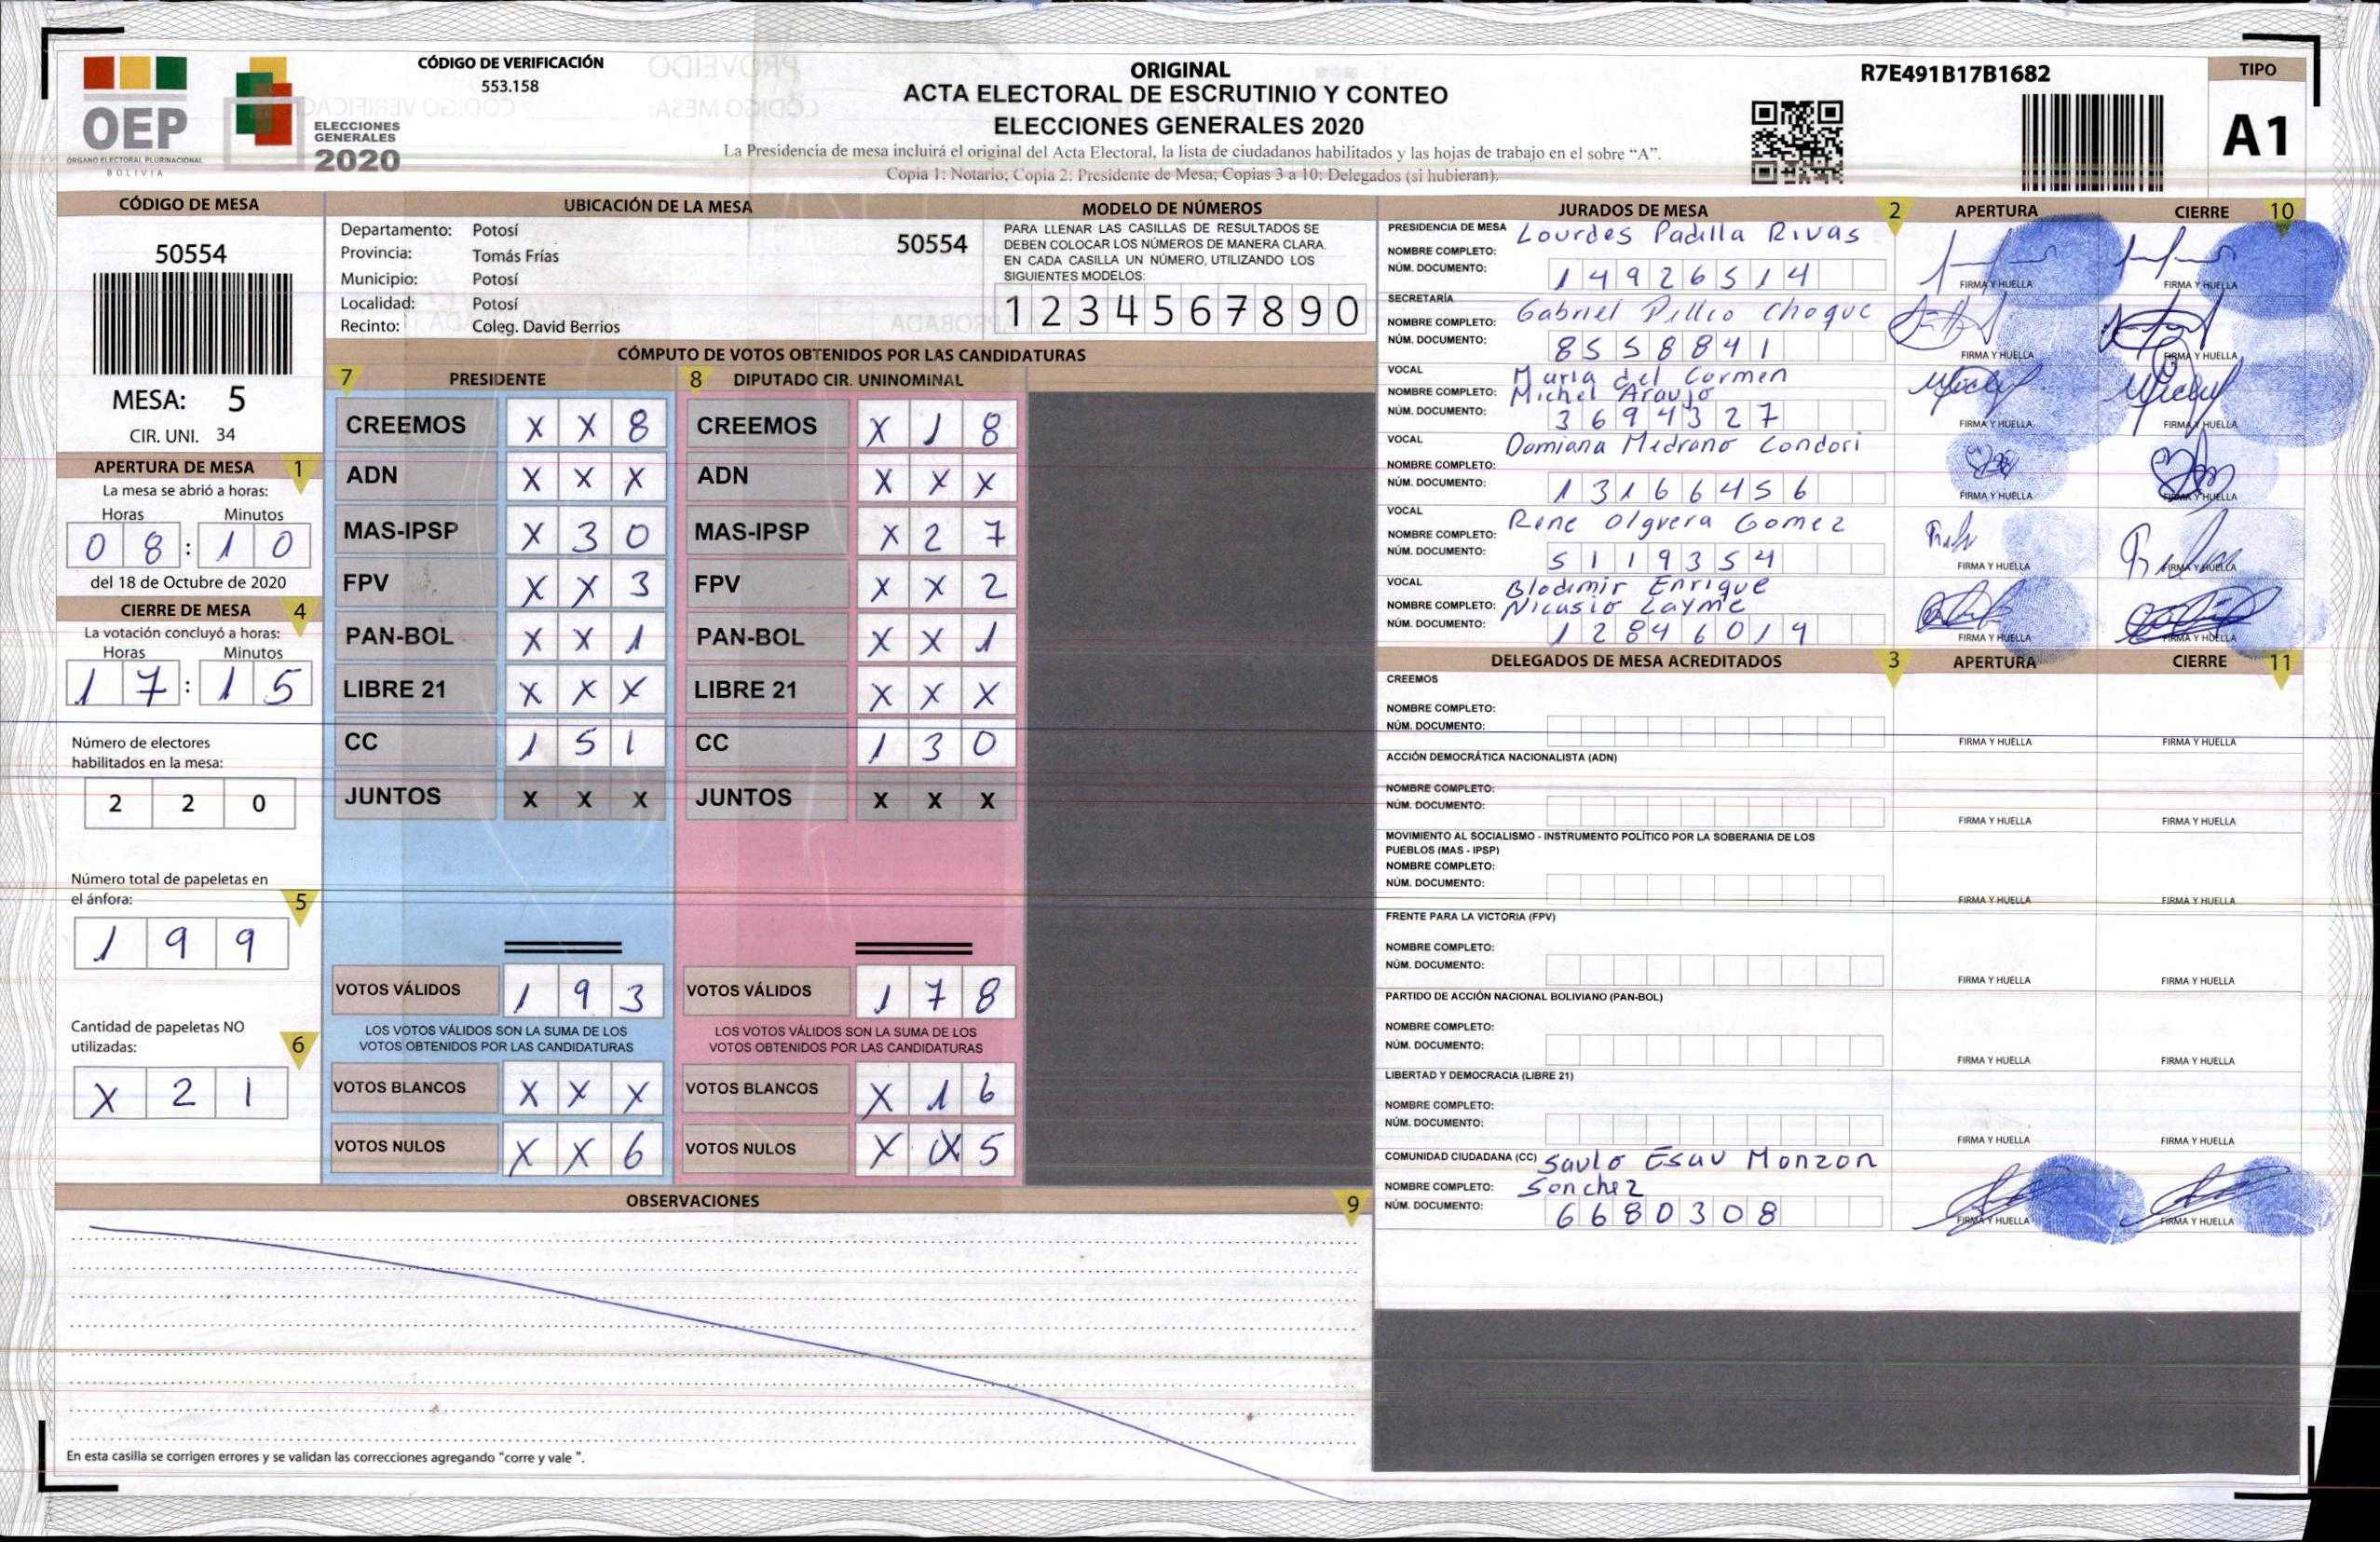 OEP
ÓRGANO ELECTORAL PLURINACIONAL
BOLIVIA
ELECCIONES
GENERALES
2020
CÓDIGO DE VERIFICACIÓN
553.158
ORIGINAL
ACTA ELECTORAL DE ESCRUTINIO Y CONTEO
ELECCIONES GENERALES 2020
La Presidencia de mesa incluirá el original del Acta Electoral, la lista de ciudadanos habilitados y las hojas de trabajo en el sobre “A”.
Copia 1: Notario; Copia 2: Presidente de Mesa; Copias 3 a 10: Delegados (si hubieran).
R7E491B17B1682
TIPO
A1
CÓDIGO DE MESA
50554
MESA: 5
CIR. UNI. 34
APERTURA DE MESA 1
La mesa se abrió a horas:
Horas Minutos
0 8 : 1 0
del 18 de Octubre de 2020
CIERRE DE MESA 4
La votación concluyó a horas:
Horas Minutos
1 7 : 1 5
Número de electores
habilitados en la mesa:
2 2 0
Número total de papeletas en
el ánfora: 5
1 9 9
Cantidad de papeletas NO
utilizadas: 6
X 2 1
UBICACIÓN DE LA MESA
Departamento: Potosí
Provincia: Tomás Frías
Municipio: Potosí
Localidad: Potosí
Recinto: Coleg. David Berrios
50554
MODELO DE NÚMEROS
PARA LLENAR LAS CASILLAS DE RESULTADOS SE
DEBEN COLOCAR LOS NÚMEROS DE MANERA CLARA.
EN CADA CASILLA UN NÚMERO, UTILIZANDO LOS
SIGUIENTES MODELOS:
1 2 3 4 5 6 7 8 9 0
CÓMPUTO DE VOTOS OBTENIDOS POR LAS CANDIDATURAS
7 PRESIDENTE
CREEMOS X X 8
ADN X X X
MAS-IPSP X 3 0
FPV X X 3
PAN-BOL X X 1
LIBRE 21 X X X
CC 1 5 1
JUNTOS X X X
VOTOS VÁLIDOS 1 9 3
LOS VOTOS VÁLIDOS SON LA SUMA DE LOS
VOTOS OBTENIDOS POR LAS CANDIDATURAS
VOTOS BLANCOS X X X
VOTOS NULOS X X 6
8 DIPUTADO CIR. UNINOMINAL
CREEMOS X 1 8
ADN X X X
MAS-IPSP X 2 7
FPV X X 2
PAN-BOL X X 1
LIBRE 21 X X X
CC 1 3 0
JUNTOS X X X
VOTOS VÁLIDOS 1 7 8
LOS VOTOS VÁLIDOS SON LA SUMA DE LOS
VOTOS OBTENIDOS POR LAS CANDIDATURAS
VOTOS BLANCOS X 1 6
VOTOS NULOS X X 5
OBSERVACIONES 9
En esta casilla se corrigen errores y se validan las correcciones agregando “corre y vale ”.
JURADOS DE MESA 2 APERTURA CIERRE 10
PRESIDENCIA DE MESA Lourdes Padilla Rivas
NOMBRE COMPLETO:
NÚM. DOCUMENTO: 1 4 9 2 6 5 1 4
FIRMA Y HUELLA FIRMA Y HUELLA
SECRETARÍA
NOMBRE COMPLETO: Gabriel Pillco Choque
NÚM. DOCUMENTO: 8 5 5 8 8 4 1
FIRMA Y HUELLA FIRMA Y HUELLA
VOCAL Maria del Carmen
NOMBRE COMPLETO: Michel Araujo
NÚM. DOCUMENTO: 3 6 9 4 3 2 7
FIRMA Y HUELLA FIRMA Y HUELLA
VOCAL Damiana Medrano Condori
NOMBRE COMPLETO:
NÚM. DOCUMENTO: 1 3 1 6 6 4 5 6
FIRMA Y HUELLA FIRMA Y HUELLA
VOCAL Rene Olguera Gomez
NOMBRE COMPLETO:
NÚM. DOCUMENTO: 5 1 1 9 3 5 4
FIRMA Y HUELLA FIRMA Y HUELLA
VOCAL Bladimir Enrique
NOMBRE COMPLETO: Nicasio Layme
NÚM. DOCUMENTO: 1 2 8 4 6 0 1 9
FIRMA Y HUELLA FIRMA Y HUELLA
DELEGADOS DE MESA ACREDITADOS 3 APERTURA CIERRE 11
CREEMOS
NOMBRE COMPLETO:
NÚM. DOCUMENTO:
FIRMA Y HUELLA FIRMA Y HUELLA
ACCIÓN DEMOCRÁTICA NACIONALISTA (ADN)
NOMBRE COMPLETO:
NÚM. DOCUMENTO:
FIRMA Y HUELLA FIRMA Y HUELLA
MOVIMIENTO AL SOCIALISMO - INSTRUMENTO POLÍTICO POR LA SOBERANIA DE LOS
PUEBLOS (MAS - IPSP)
NOMBRE COMPLETO:
NÚM. DOCUMENTO:
FIRMA Y HUELLA FIRMA Y HUELLA
FRENTE PARA LA VICTORIA (FPV)
NOMBRE COMPLETO:
NÚM. DOCUMENTO:
FIRMA Y HUELLA FIRMA Y HUELLA
PARTIDO DE ACCIÓN NACIONAL BOLIVIANO (PAN-BOL)
NOMBRE COMPLETO:
NÚM. DOCUMENTO:
FIRMA Y HUELLA FIRMA Y HUELLA
LIBERTAD Y DEMOCRACIA (LIBRE 21)
NOMBRE COMPLETO:
NÚM. DOCUMENTO:
FIRMA Y HUELLA FIRMA Y HUELLA
COMUNIDAD CIUDADANA (CC) Saulo Esau Monzon
NOMBRE COMPLETO: Sanchez
NÚM. DOCUMENTO: 6 6 8 0 3 0 8
FIRMA Y HUELLA FIRMA Y HUELLA